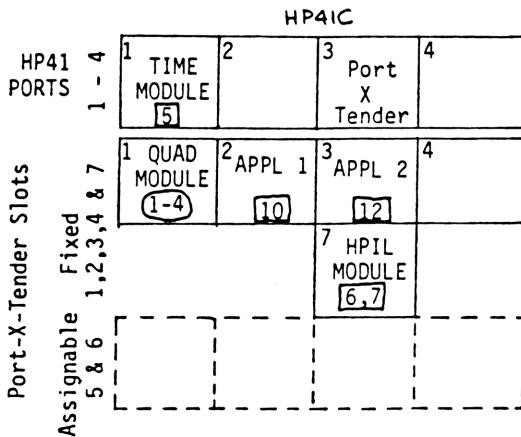 HP41C
HP41
PORTS
1 - 4
1
TIME
MODULE
5
2
3
Port
X
Tender
4
Port-X-Tender Slots
Fixed
1,2,3,4 & 7
1 QUAD
MODULE
1-4
2 APPL 1
10
3 APPL 2
12
4
7
HPIL
MODULE
6,7
Assignable
5 & 6